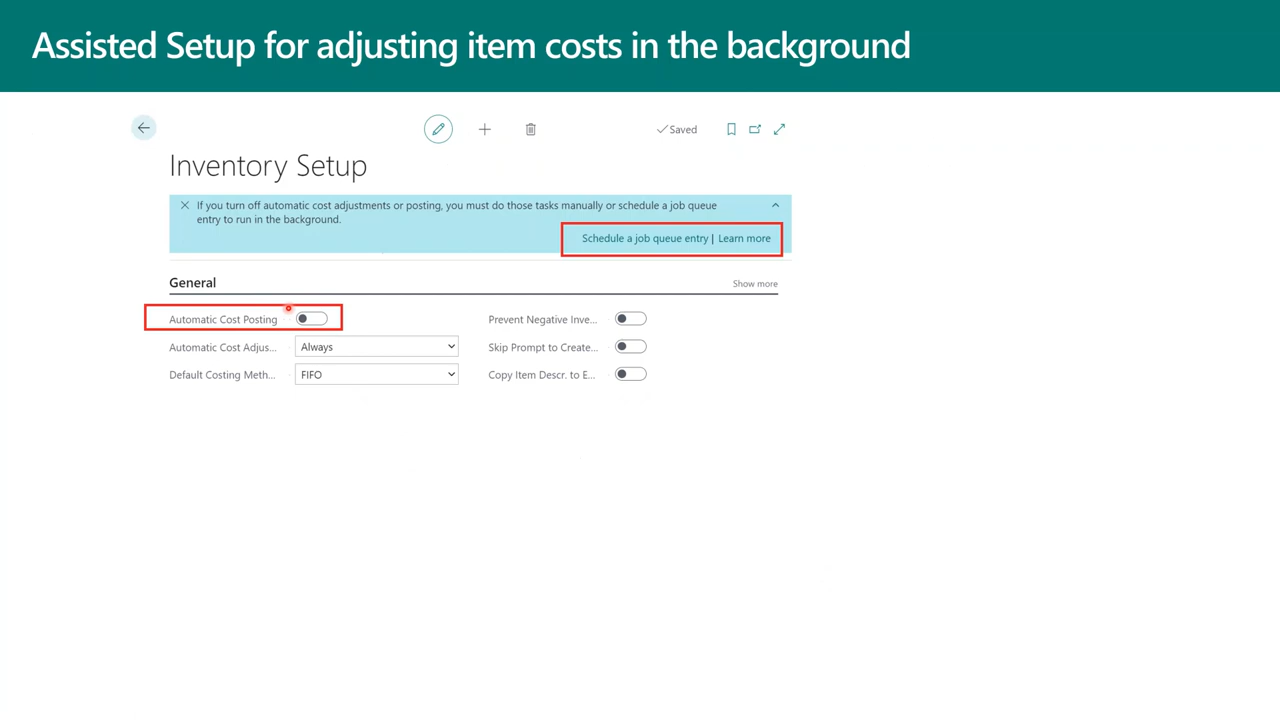 Assisted Setup for adjusting item costs in the background
Saved
Inventory Setup
If you turn off automatic cost adjustments or posting, you must do those tasks manually or schedule a job queue
entry to run in the background.
Schedule a job queue entry | Learn more
General
Show more
Automatic Cost Posting
Prevent Negative Inve...
Automatic Cost Adjus...
Always
Skip Prompt to Create...
Default Costing Meth...
FIFO
Copy Item Descr. to E...